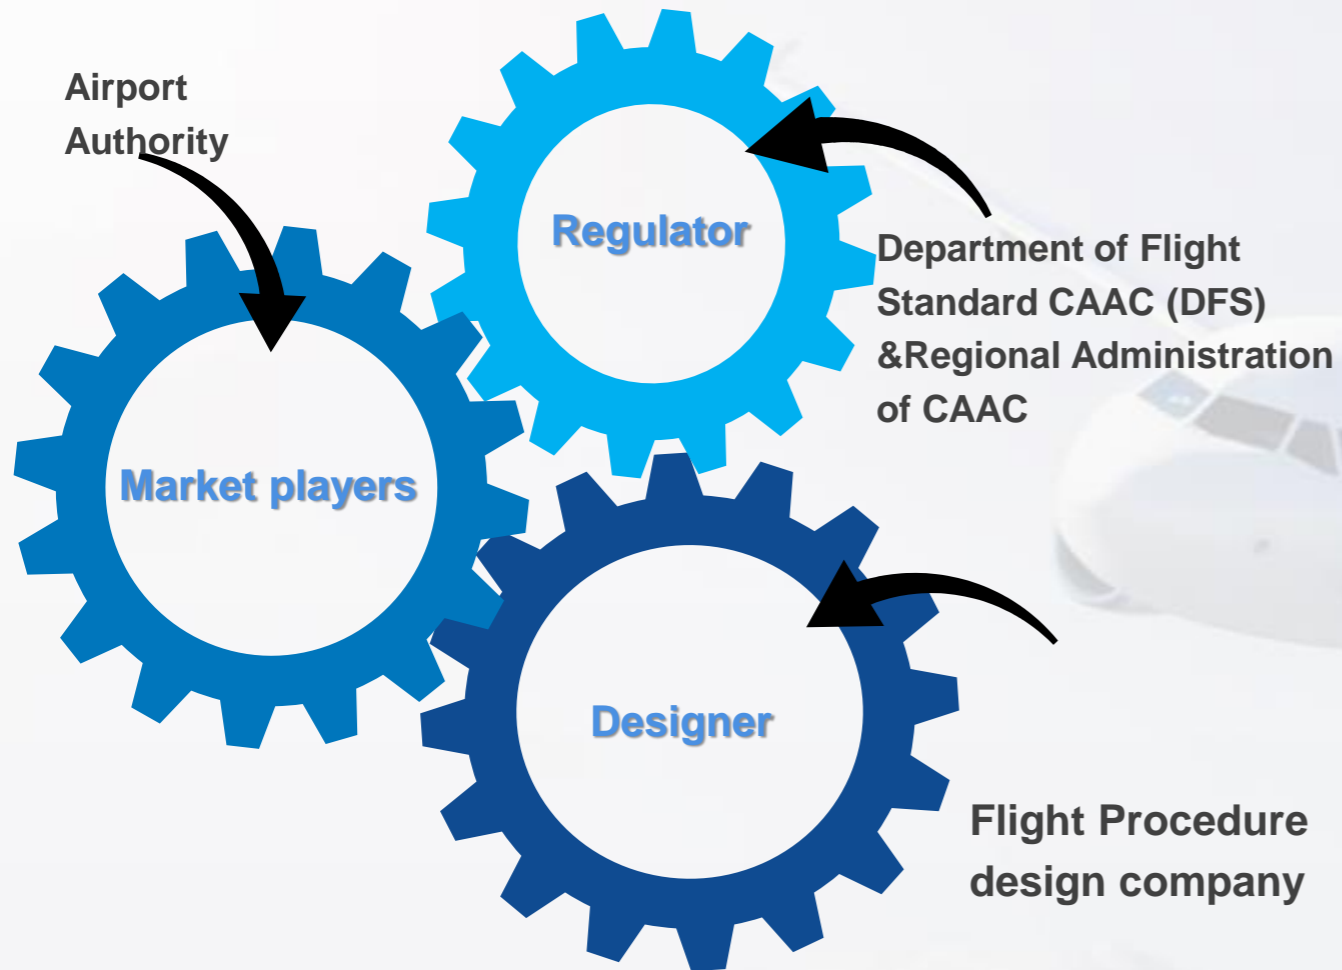 Airport
Authority
Regulator
Department of Flight
Standard CAAC (DFS)
&Regional Administration
of CAAC
Market players
Designer
Flight Procedure
design company